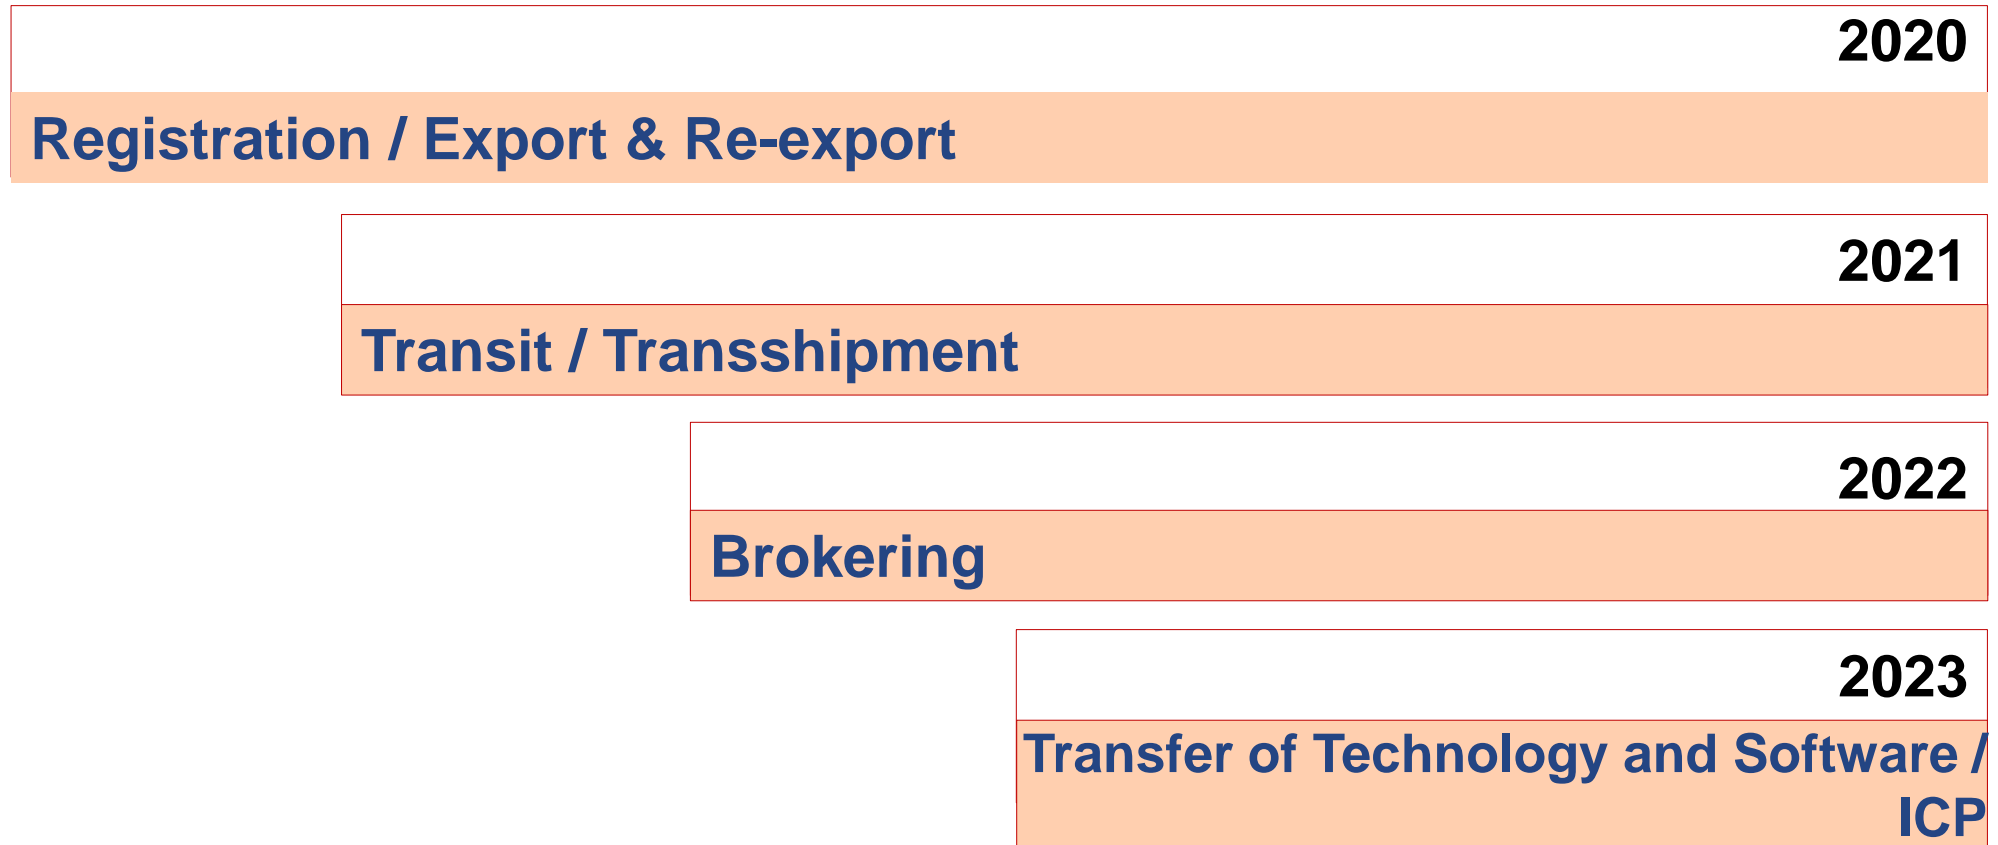 2020
Registration / Export & Re-export
2021
Transit / Transshipment
2022
Brokering
2023
Transfer of Technology and Software /
ICP